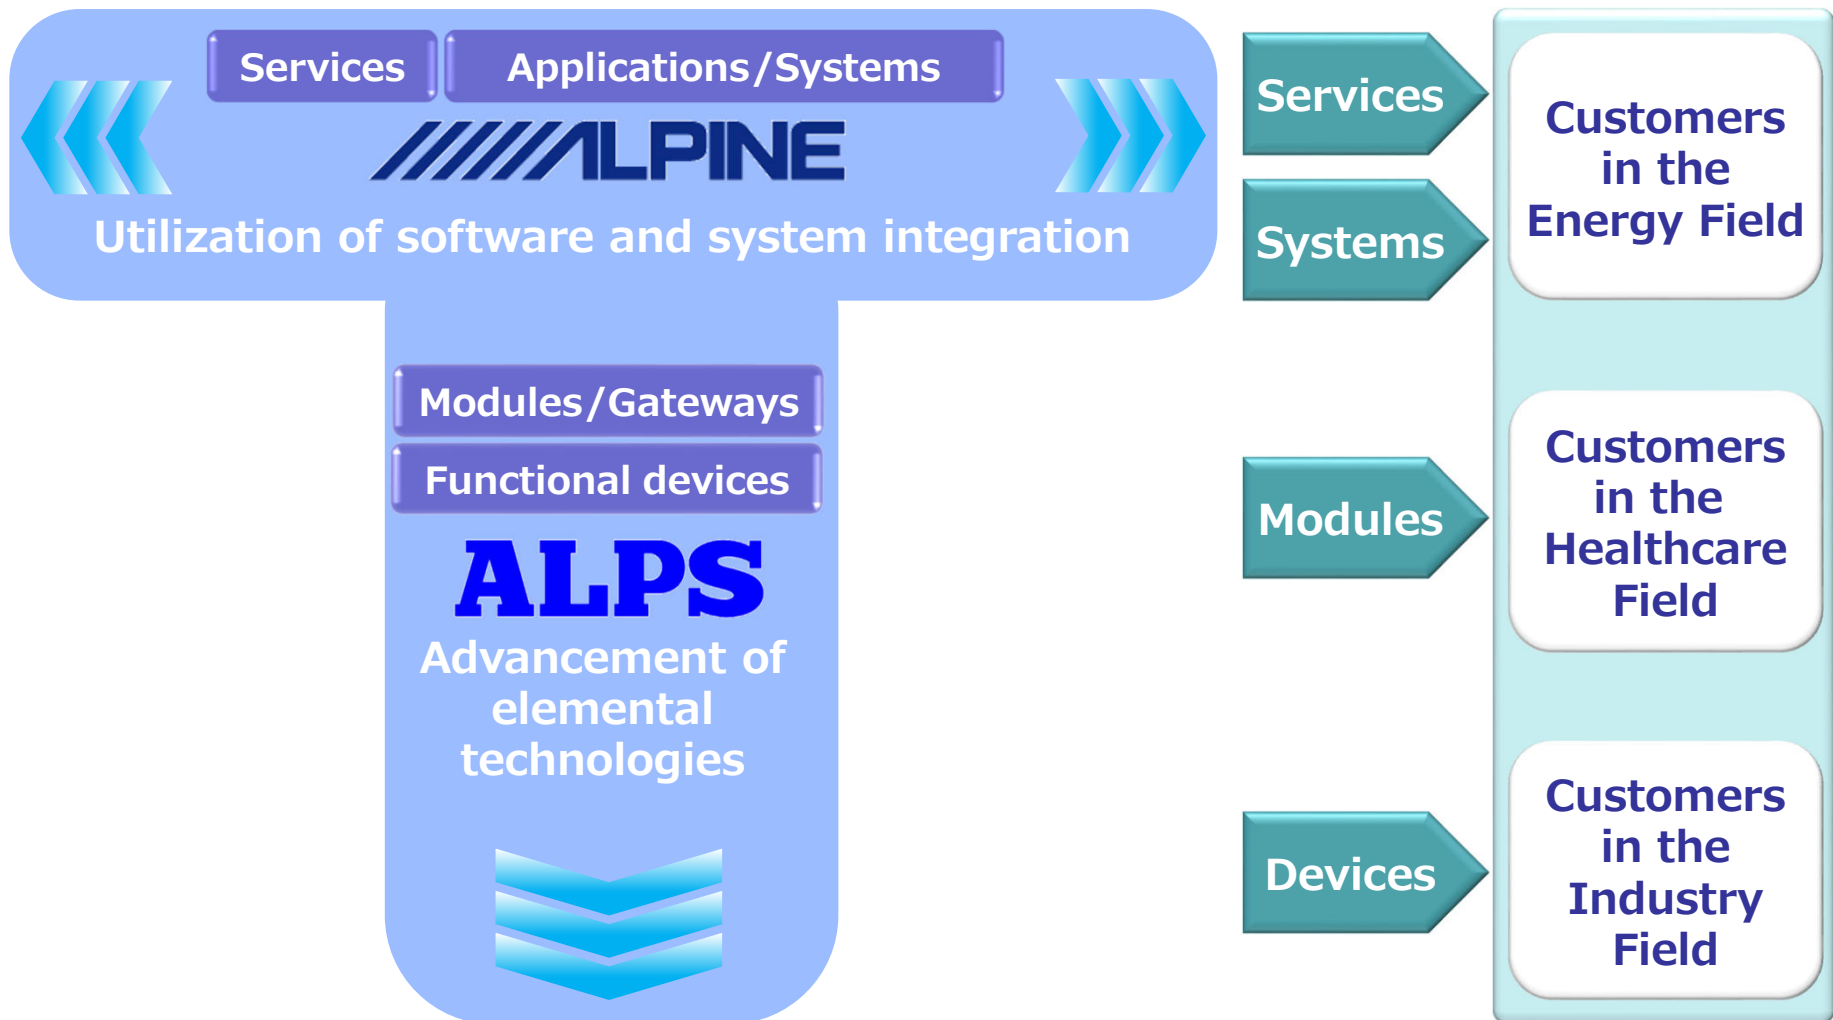 Services
Applications/Systems
ALPINE
Utilization of software and system integration
Modules/Gateways
Functional devices
ALPS
Advancement of
elemental
technologies
Services
Systems
Modules
Devices
Customers
in the
Energy Field
Customers
in the
Healthcare
Field
Customers
in the
Industry
Field